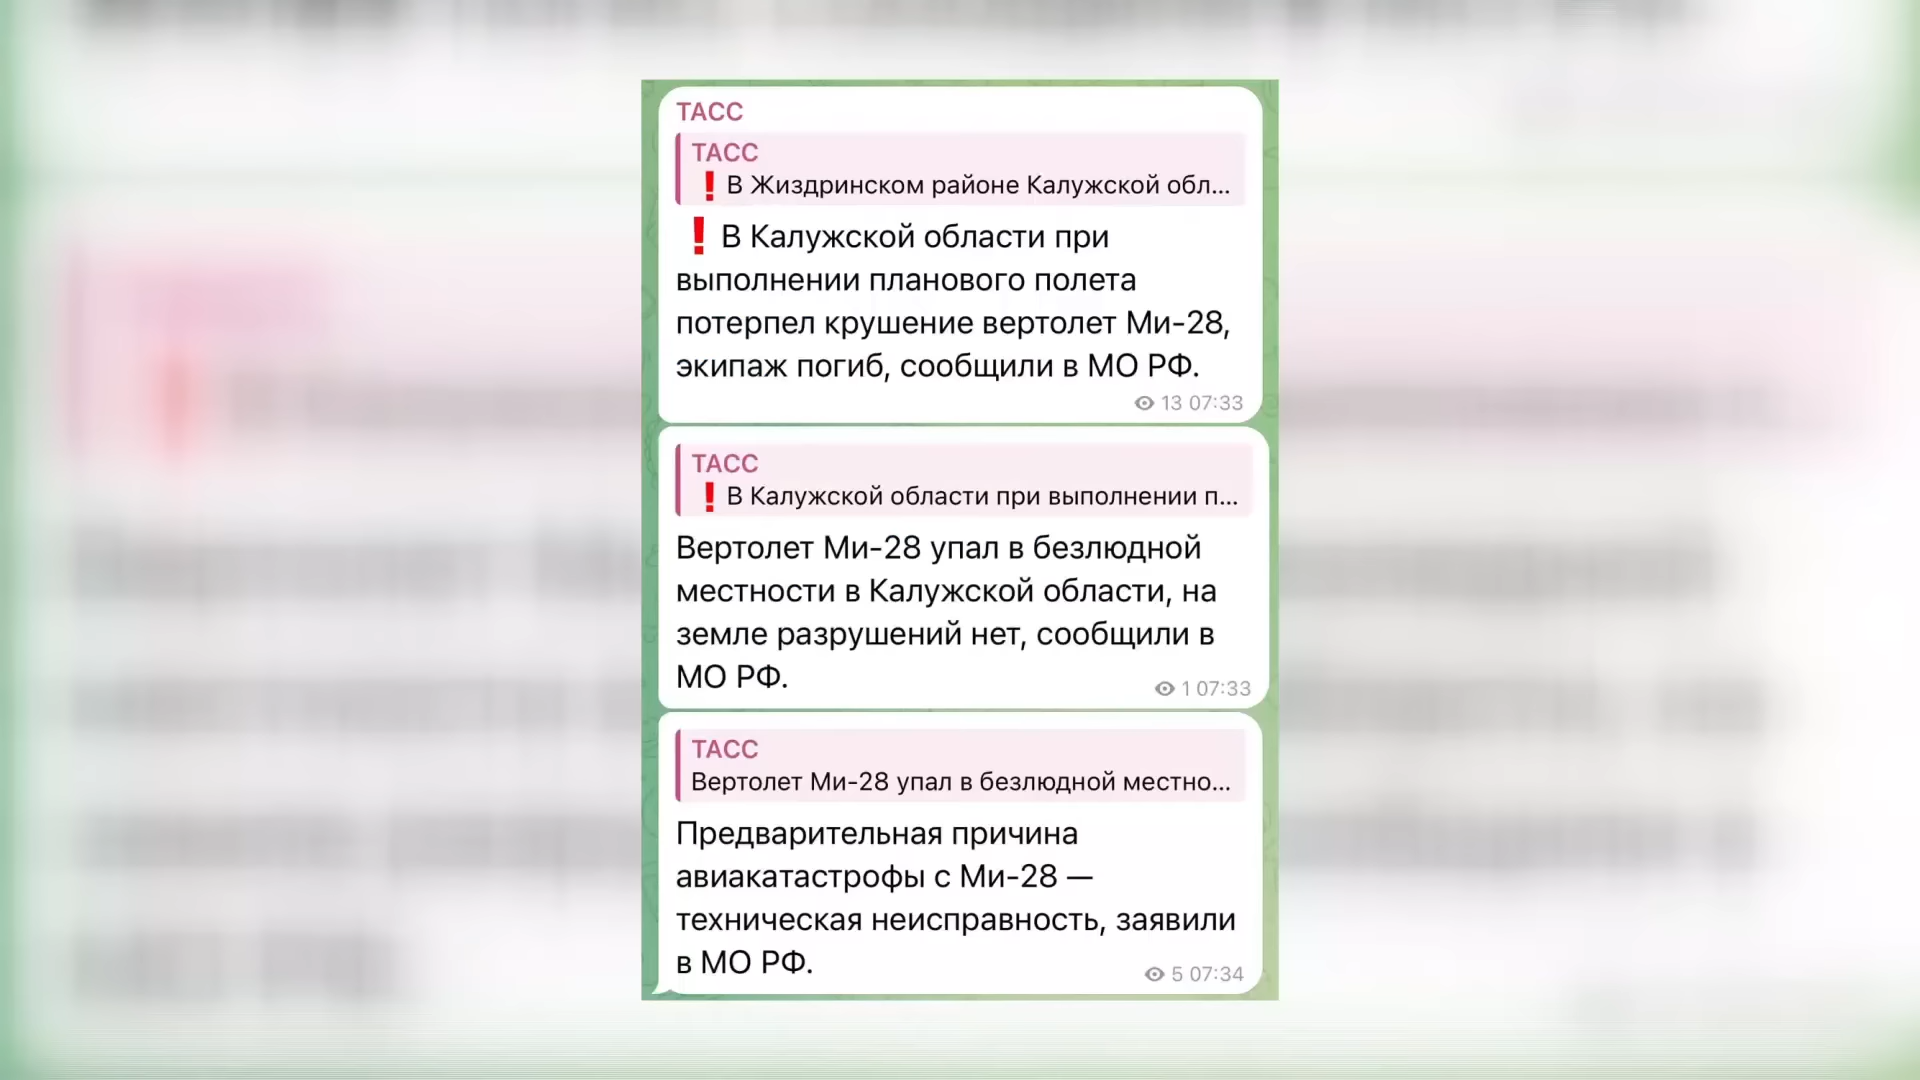 ТАСС
ТАСС
❗В Жиздринском районе Калужской обл...
❗В Калужской области при
выполнении планового полета
потерпел крушение вертолет Ми-28,
экипаж погиб, сообщили в МО РФ.
13 07:33
ТАСС
❗В Калужской области при выполнении п...
Вертолет Ми-28 упал в безлюдной
местности в Калужской области, на
земле разрушений нет, сообщили в
МО РФ.
1 07:33
ТАСС
Вертолет Ми-28 упал в безлюдной местно...
Предварительная причина
авиакатастрофы с Ми-28 —
техническая неисправность, заявили
в МО РФ.
5 07:34